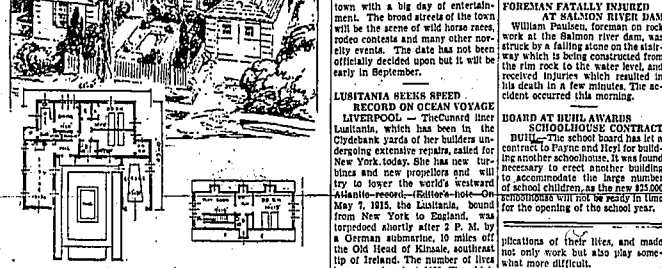 town with a big day of entertain-
ment. The broad streets of the town
will be the scene of wild horse races,
rodeo contests and many other nov-
elty events. The date has not been
officially decided upon but it will be
early in September.
LUSITANIA SEEKS SPEED
RECORD ON OCEAN VOYAGE
LIVERPOOL — TheCunard liner
Lusitania, which has been in the
Clydebank yards of her builders un-
dergoing extensive repairs, sailed for
New York today. She has new tur-
bines and new propellors and will
try to lower the world's westward
Atlantic record. (Editor's note—On
May 7, 1915, the Lusitania, bound
from New York to England, was
torpedoed shortly after 2 P. M. by
a German submarine, 10 miles off
the Old Head of Kinsale, southeast
tip of Ireland. The number of lives
FOREMAN FATALLY INJURED
AT SALMON RIVER DAM
William Paulsen, foreman on rock
work at the Salmon river dam, was
struck by a falling stone on the stair-
way which is being constructed from
the rim rock to the water level, and
received injuries which resulted in
his death in a few minutes. The ac-
cident occurred this morning.
BOARD AT BUHL AWARDS
SCHOOLHOUSE CONTRACT
BUHL—The school board has let a
contract to Payne and Heyl for build-
ing another schoolhouse. It was found
necessary to erect another building
to accommodate the large number
of school children, as the new $25,000
schoolhouse will not be ready in time
for the opening of the school year.
plications of their lives, and made
not only work but also play some-
what more difficult.